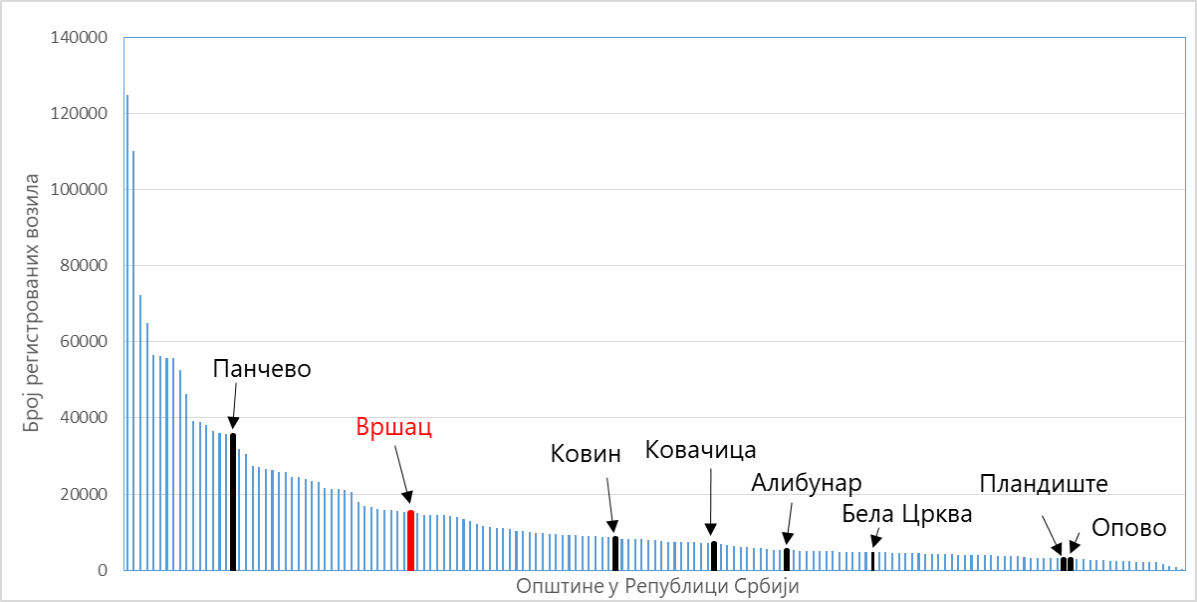 140000
120000
100000
80000
60000
40000
20000
0
Број регистрованих возила
Панчево
Вршац
Ковин
Ковачица
Алибунар
Бела Црква
Пландиште
Опово
Општине у Републици Србији